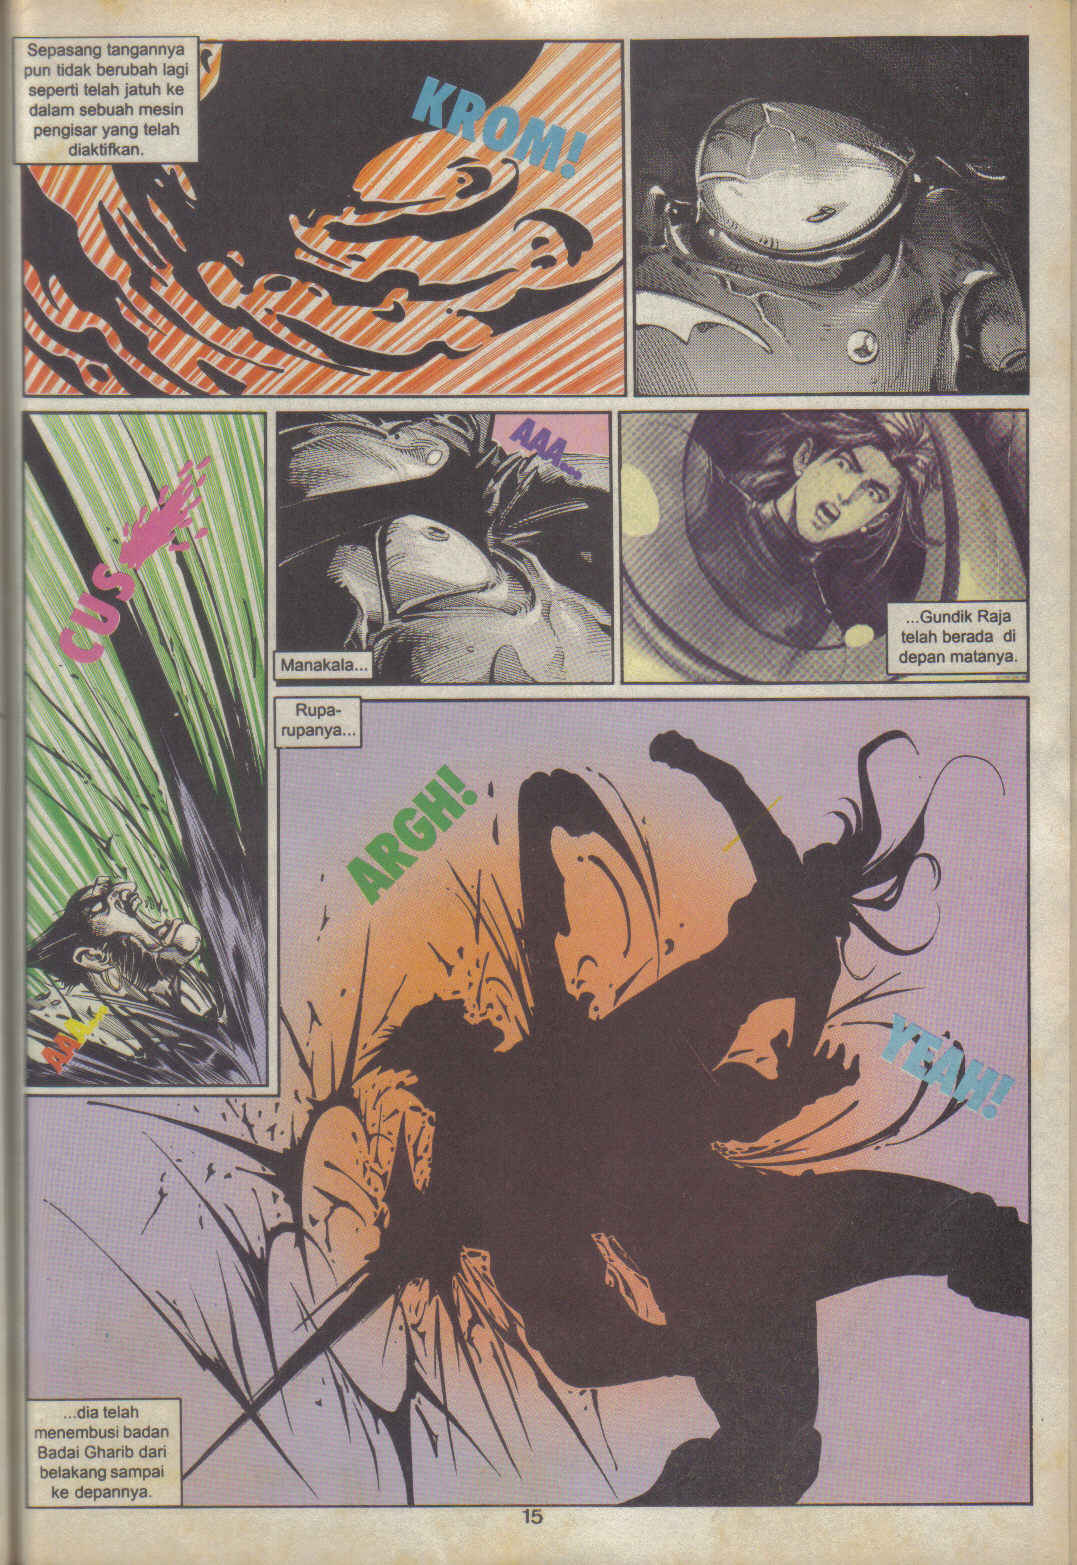 Sepasang tangannya
pun tidak berubah lagi
seperti telah jatuh ke
dalam sebuah mesin
pengisar yang telah
diaktifkan.
KROM!
CUS
AAA...
AAA...
Manakala...
...Gundik Raja
telah berada di
depan matanya.
Rupa-
rupanya...
ARGH!
YEAH!
...dia telah
menembusi badan
Badai Gharib dari
belakang sampai
ke depannya.
15